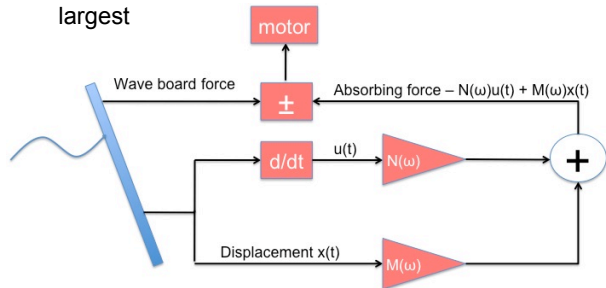 largest
motor
Wave board force
±
Absorbing force – N(ω)u(t) + M(ω)x(t)
d/dt
u(t)
N(ω)
+
Displacement x(t)
M(ω)